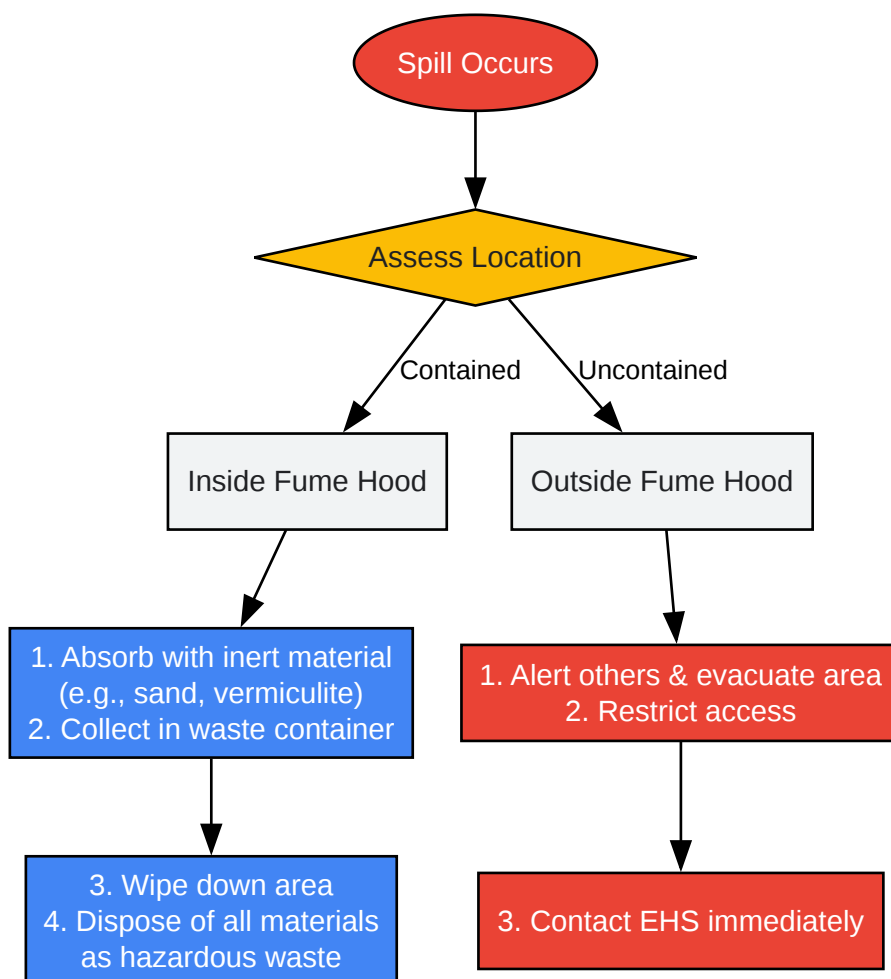 Spill Occurs
Assess Location
Contained
Uncontained
Inside Fume Hood
Outside Fume Hood
1. Absorb with inert material
(e.g., sand, vermiculite)
2. Collect in waste container
1. Alert others & evacuate area
2. Restrict access
3. Wipe down area
4. Dispose of all materials
as hazardous waste
3. Contact EHS immediately